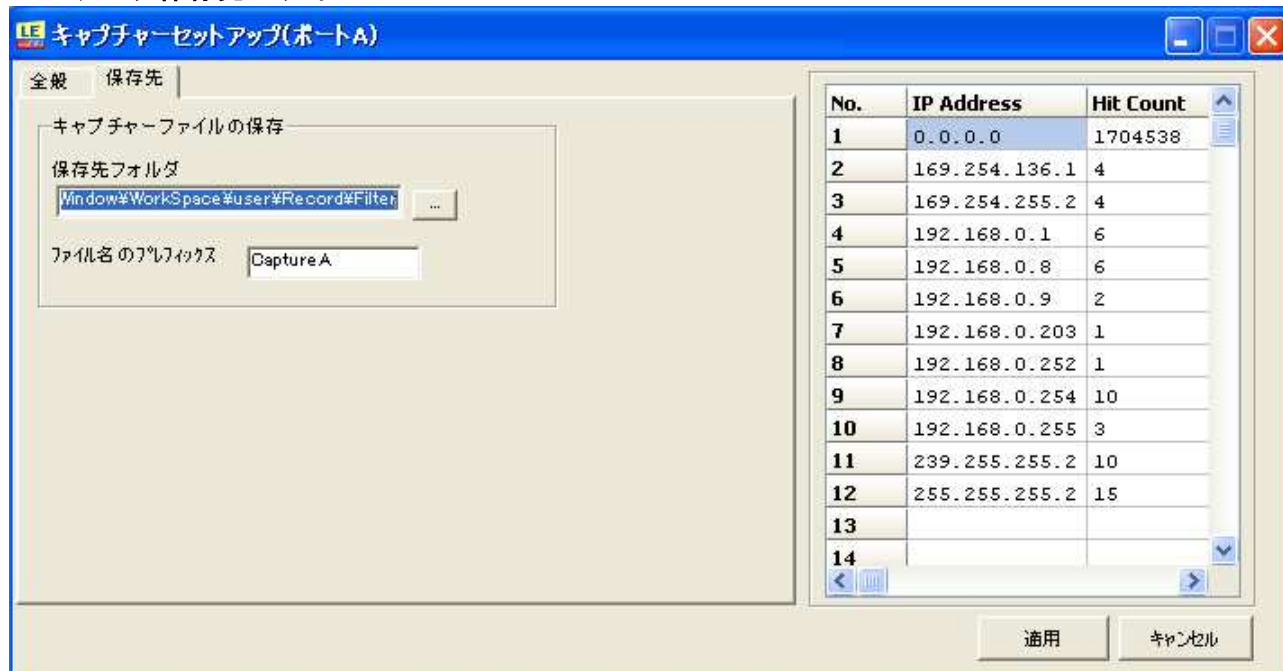 LE キャプチャーセットアップ(ポートA)
全般 保存先
キャプチャーファイルの保存
保存先フォルダ
Window¥WorkSpace¥user¥Record¥Filter
...
ﾌｧｲﾙ名 のﾌﾟﾚﾌｨｯｸｽ CaptureA
No. IP Address Hit Count
1 0.0.0.0 1704538
2 169.254.136.1 4
3 169.254.255.2 4
4 192.168.0.1 6
5 192.168.0.8 6
6 192.168.0.9 2
7 192.168.0.203 1
8 192.168.0.252 1
9 192.168.0.254 10
10 192.168.0.255 3
11 239.255.255.2 10
12 255.255.255.2 15
13
14
適用 ｷｬﾝｾﾙ